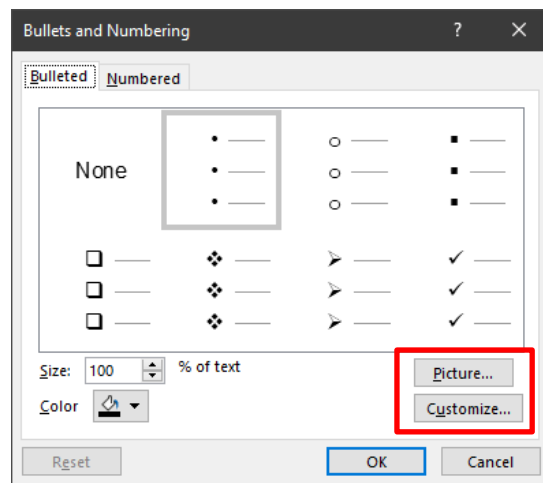 Bullets and Numbering ? ×
Bulleted Numbered
None
Size: 100 % of text
Picture...
Color
Customize...
Reset OK Cancel